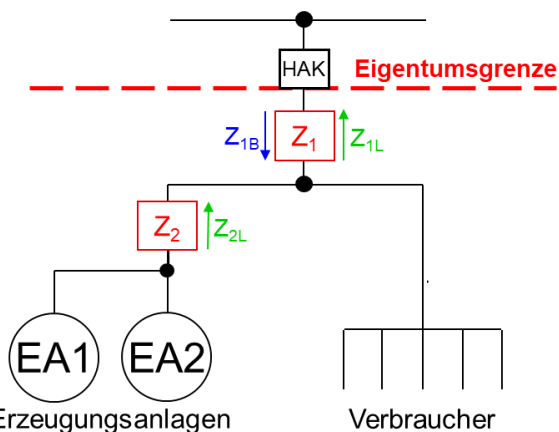 HAK
Eigentumsgrenze
Z1B
Z1
Z1L
Z2
Z2L
EA1
EA2
Erzeugungsanlagen
Verbraucher